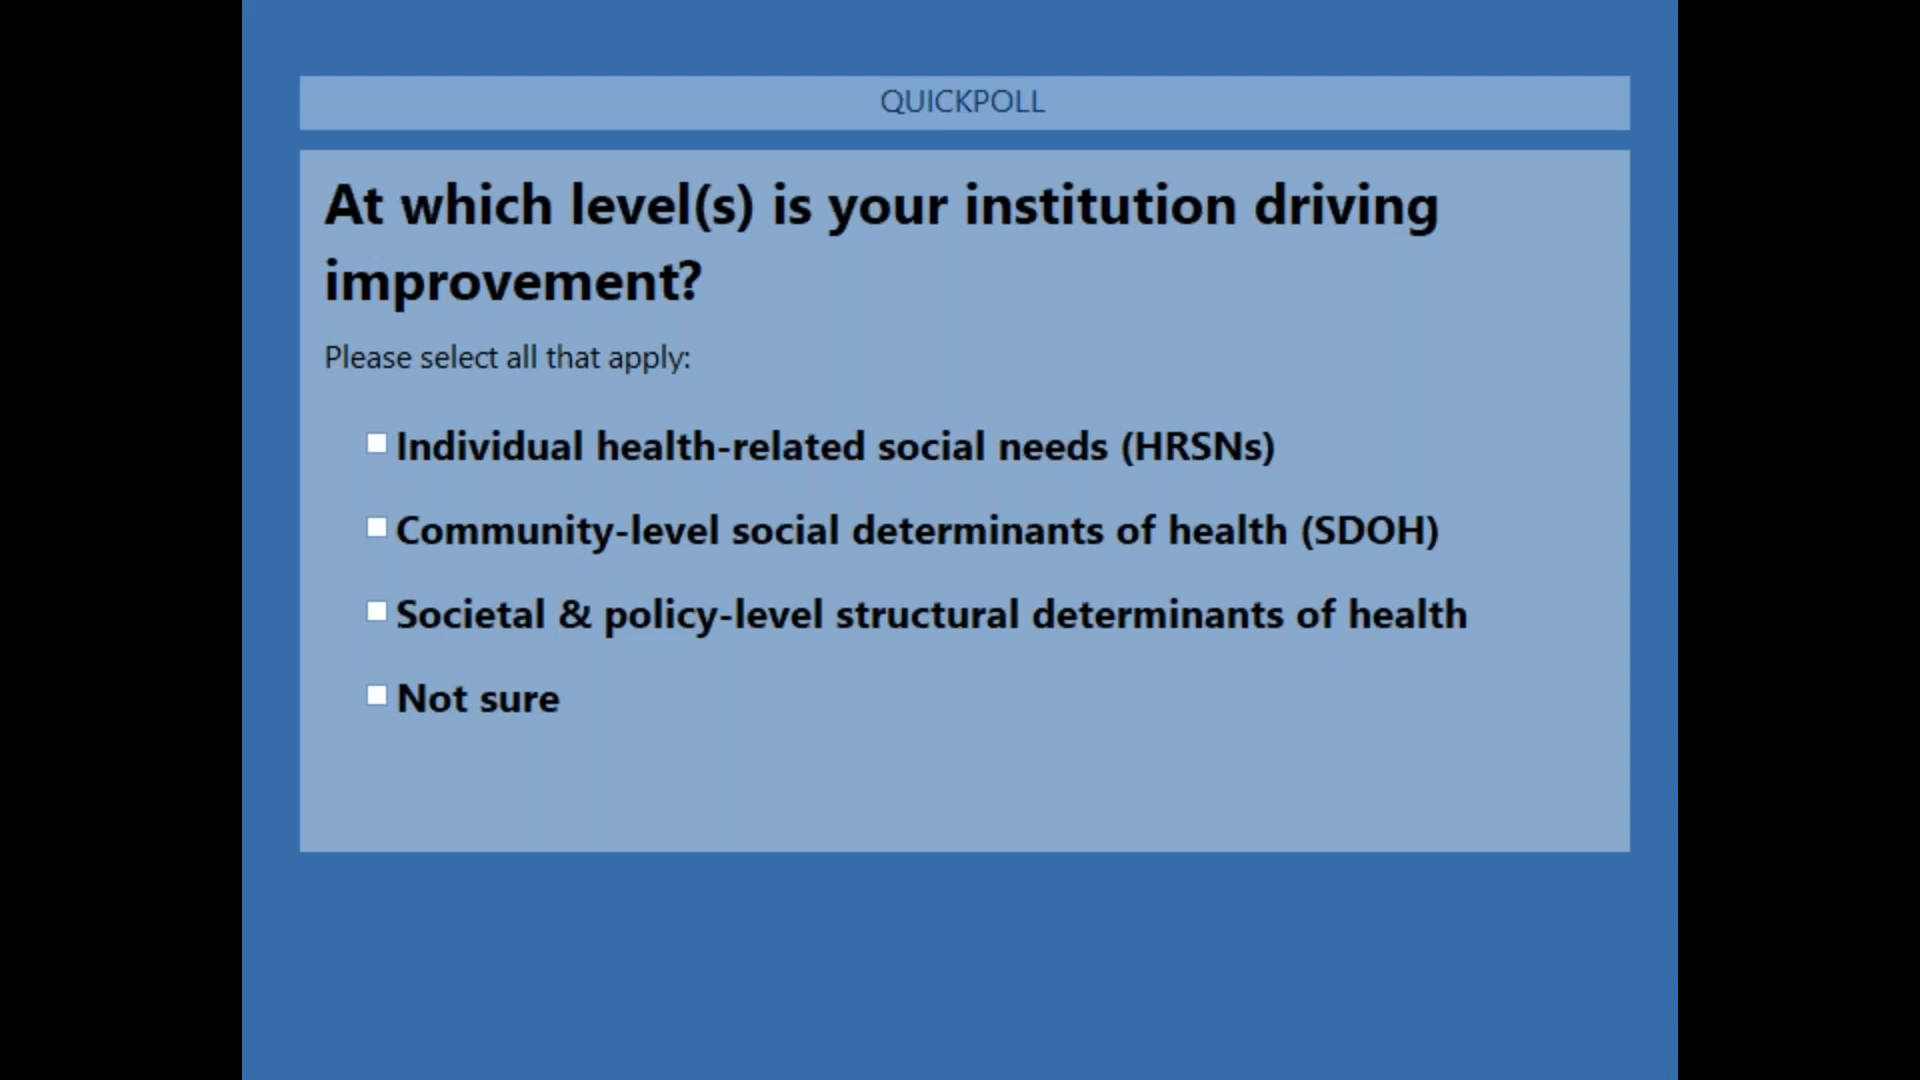 QUICKPOLL
At which level(s) is your institution driving
improvement?
Please select all that apply:
Individual health-related social needs (HRSNs)
Community-level social determinants of health (SDOH)
Societal & policy-level structural determinants of health
Not sure